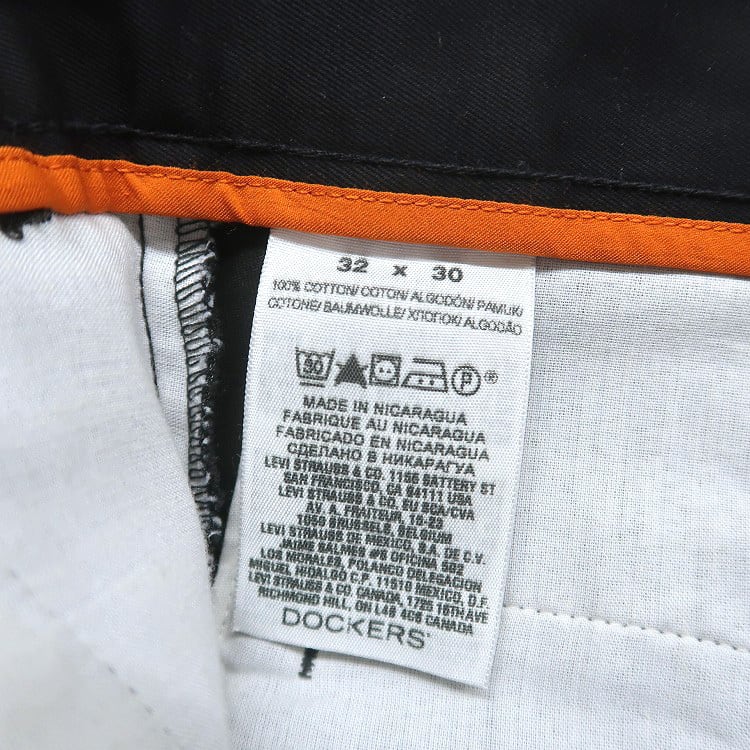 32 x 30
100% COTTON/ COTON/ ALGODÓN/ PAMUK/
COTONE/ BAUMWOLLE/ ХЛОПОК/ ALGODÃO
30 P ®
MADE IN NICARAGUA
FABRIQUE AU NICARAGUA
FABRICADO EN NICARAGUA
СДЕЛАНО В НИКАРАГУА
LEVI STRAUSS & CO. 1155 BATTERY ST
SAN FRANCISCO, CA 94111 USA
LEVI STRAUSS & CO. EU SCA/CVA
AV. A. FRAITEUR, 15-23
1050 BRUSSELS, BELGIUM
LEVI STRAUSS DE MEXICO, S.A. DE C.V.
JAIME BALMES #8 OFICINA
LOS MORALES, POLANCO DELEGACION
MIGUEL HIDALGO C.P. 11510 MEXICO, D.F.
LEVI STRAUSS & CO. CANADA, 1725 16TH AVE
RICHMOND HILL, ON L4B CANADA
DOCKERS®